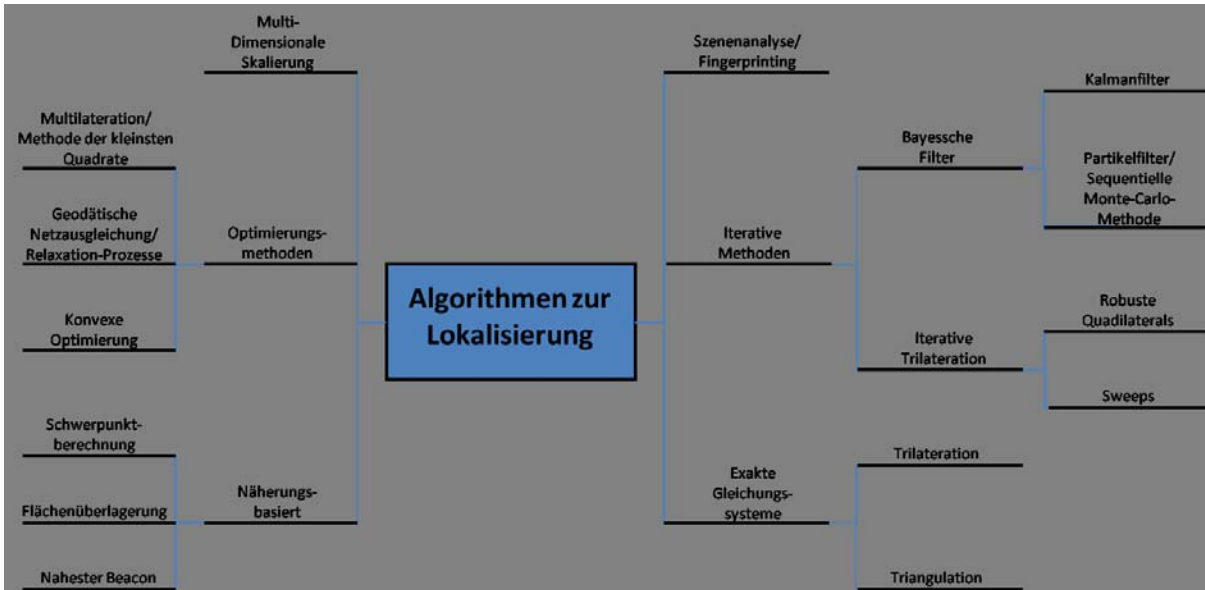 Algorithmen zur
Lokalisierung
Multi-
Dimensionale
Skalierung
Optimierungs-
methoden
Multilateration/
Methode der kleinsten
Quadrate
Geodätische
Netzausgleichung/
Relaxation-Prozesse
Konvexe
Optimierung
Näherungs-
basiert
Schwerpunkt-
berechnung
Flächenüberlagerung
Nahester Beacon
Szenenanalyse/
Fingerprinting
Iterative
Methoden
Bayessche
Filter
Kalmanfilter
Partikelfilter/
Sequentielle
Monte-Carlo-
Methode
Iterative
Trilateration
Robuste
Quadilaterals
Sweeps
Exakte
Gleichungs-
systeme
Trilateration
Triangulation